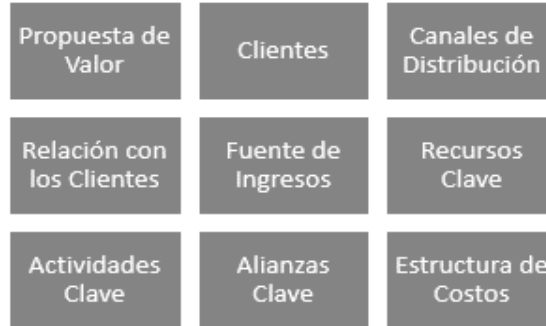 Propuesta de
Valor
Clientes
Canales de
Distribución
Relación con
los Clientes
Fuente de
Ingresos
Recursos
Clave
Actividades
Clave
Alianzas
Clave
Estructura de
Costos